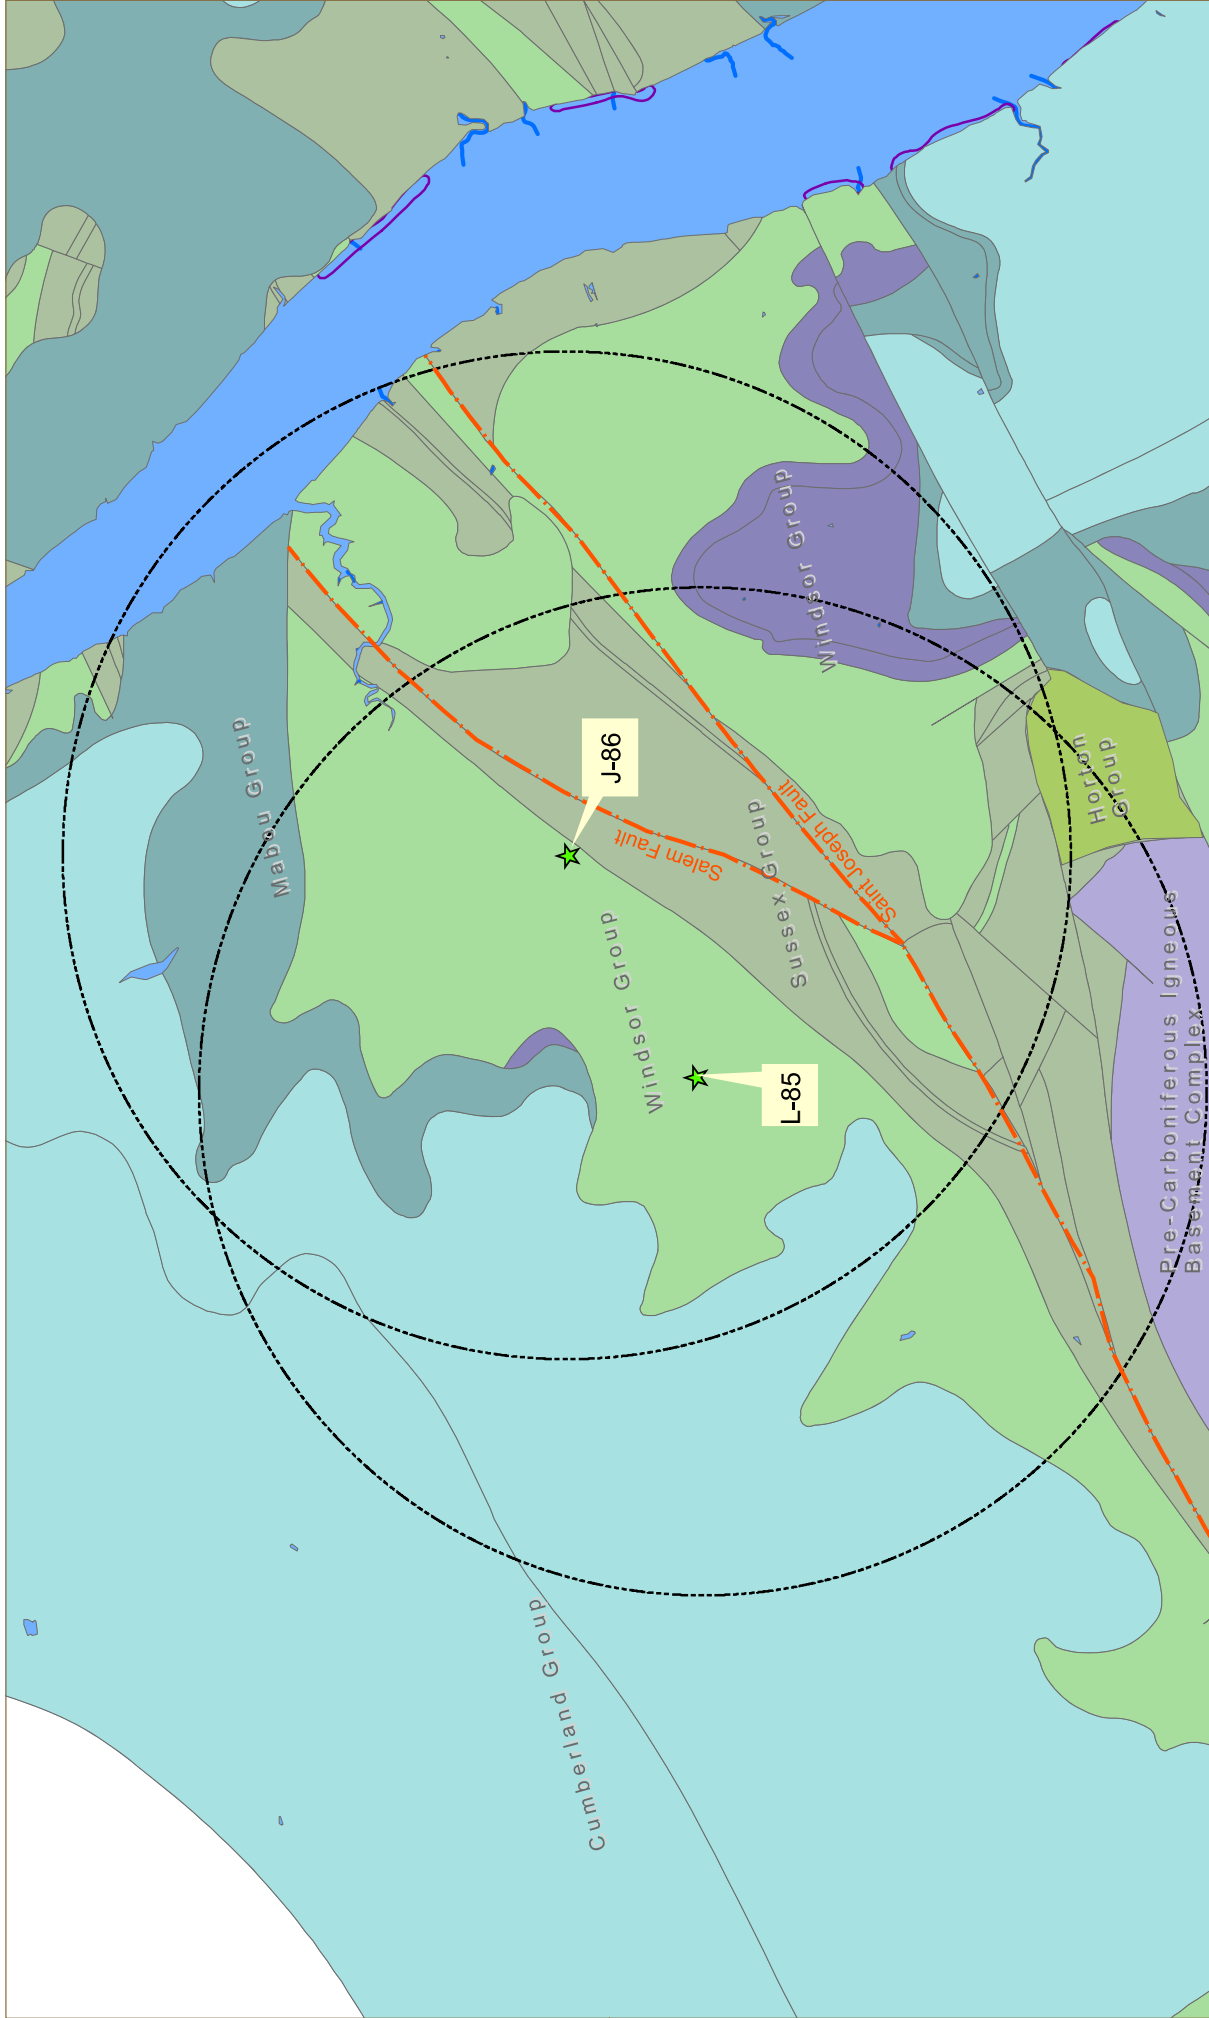 Mabou Group
Windsor Group
Horton
Group
J-86
Salem Fault
Saint Joseph Fault
Sussex Group
Windsor Group
L-85
Pre-Carboniferous Igneous
Basement Complex
Cumberland Group